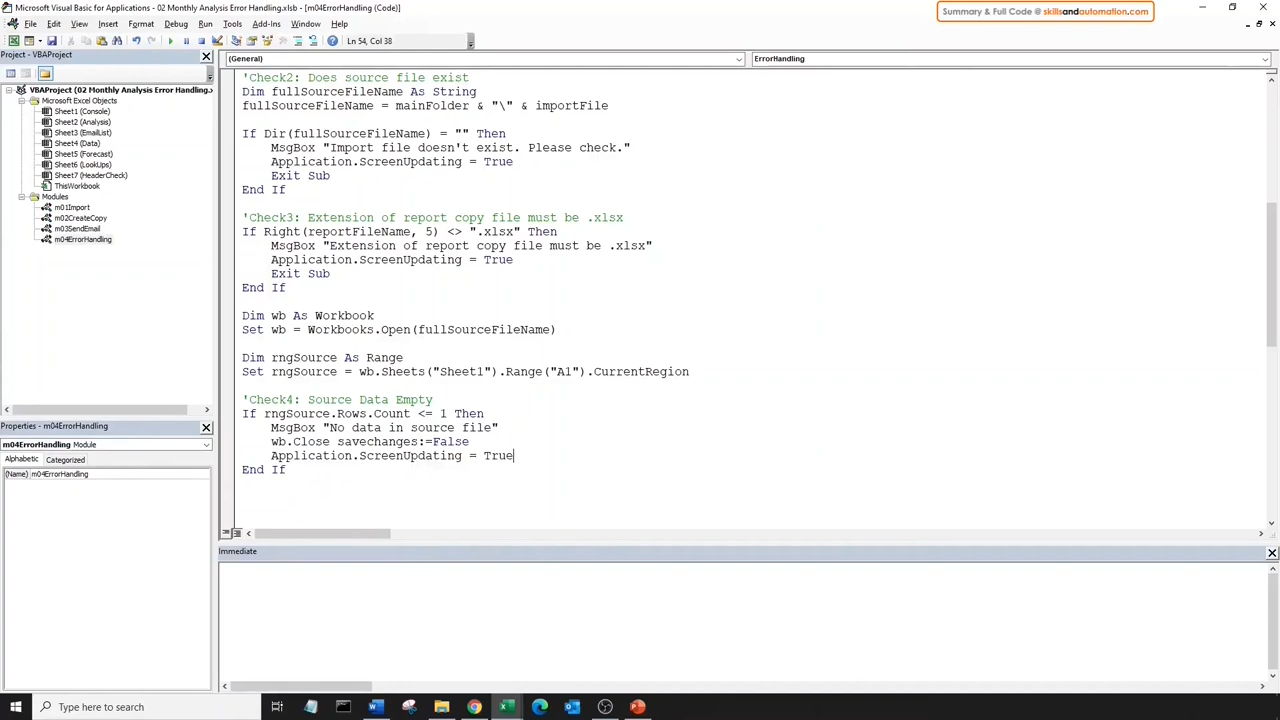 Microsoft Visual Basic for Applications - 02 Monthly Analysis Error Handling.xlsb - [m04ErrorHandling (Code)]
Summary & Full Code @ skillsandautomation.com
File Edit View Insert Format Debug Run Tools Add-Ins Window Help
Ln 54, Col 38
Project - VBAProject
(General)
ErrorHandling
VBAProject (02 Monthly Analysis Error Handling.
Microsoft Excel Objects
Sheet1 (Console)
Sheet2 (Analysis)
Sheet3 (EmailList)
Sheet4 (Data)
Sheet5 (Forecast)
Sheet6 (LookUps)
Sheet7 (HeaderCheck)
ThisWorkbook
Modules
m01Import
m02CreateCopy
m03SendEmail
m04ErrorHandling
'Check2: Does source file exist
Dim fullSourceFileName As String
fullSourceFileName = mainFolder & "\" & importFile
If Dir(fullSourceFileName) = "" Then
MsgBox "Import file doesn't exist. Please check."
Application.ScreenUpdating = True
Exit Sub
End If
'Check3: Extension of report copy file must be .xlsx
If Right(reportFileName, 5) <> ".xlsx" Then
MsgBox "Extension of report copy file must be .xlsx"
Application.ScreenUpdating = True
Exit Sub
End If
Dim wb As Workbook
Set wb = Workbooks.Open(fullSourceFileName)
Dim rngSource As Range
Set rngSource = wb.Sheets("Sheet1").Range("A1").CurrentRegion
'Check4: Source Data Empty
If rngSource.Rows.Count <= 1 Then
MsgBox "No data in source file"
wb.Close savechanges:=False
Application.ScreenUpdating = True
End If
Properties - m04ErrorHandling
m04ErrorHandling Module
Alphabetic Categorized
(Name) m04ErrorHandling
Immediate
Type here to search